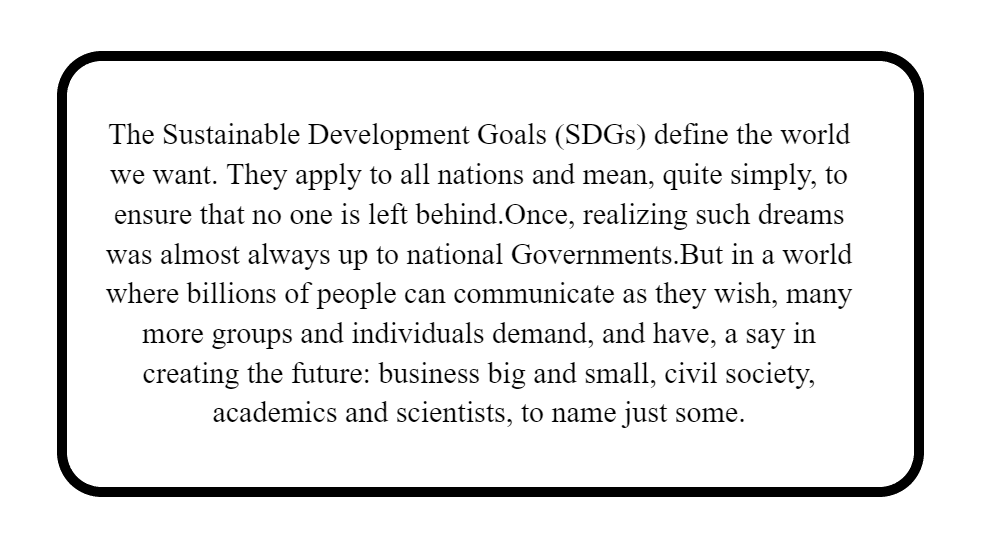 The Sustainable Development Goals (SDGs) define the world
we want. They apply to all nations and mean, quite simply, to
ensure that no one is left behind.Once, realizing such dreams
was almost always up to national Governments.But in a world
where billions of people can communicate as they wish, many
more groups and individuals demand, and have, a say in
creating the future: business big and small, civil society,
academics and scientists, to name just some.